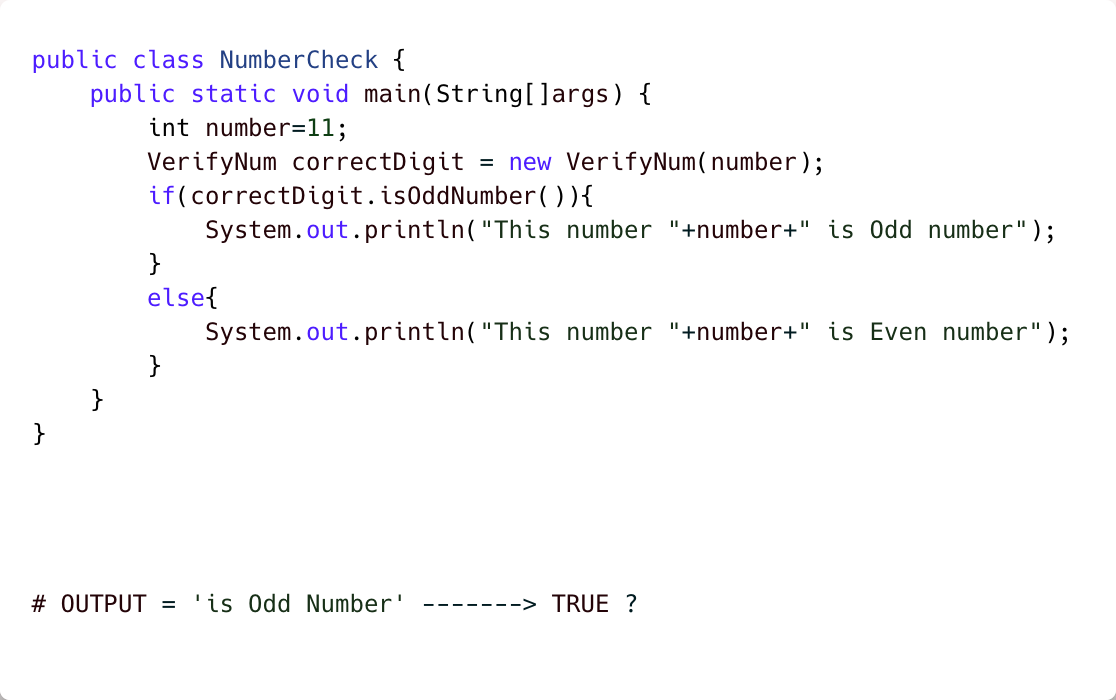 public class NumberCheck {
    public static void main(String[]args) {
        int number=11;
        VerifyNum correctDigit = new VerifyNum(number);
        if(correctDigit.isOddNumber()){
            System.out.println("This number "+number+" is Odd number");
        }
        else{
            System.out.println("This number "+number+" is Even number");
        }
    }
}
# OUTPUT = 'is Odd Number' -------> TRUE ?